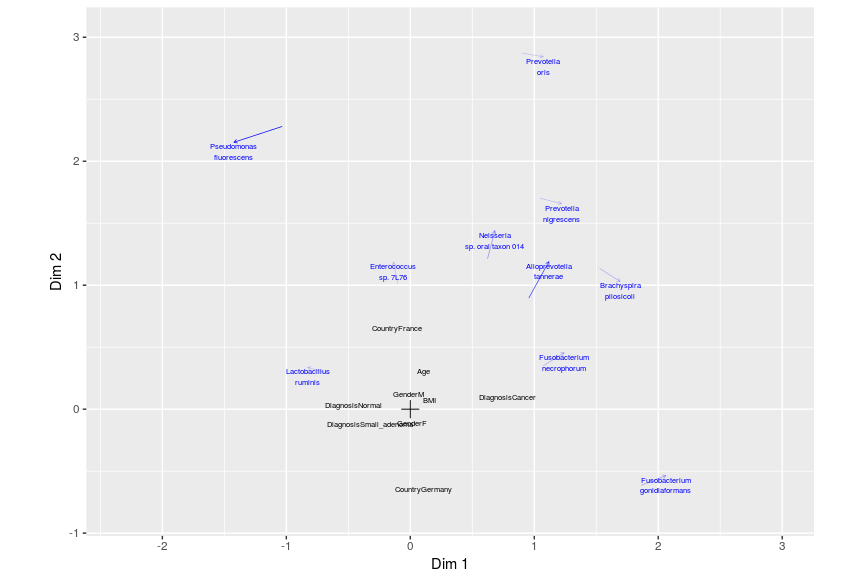 3
Prevotella
oris
2
Pseudomonas
fluorescens
Prevotella
nigrescens
Neisseria
sp. oral taxon 014
Enterococcus
sp. 7L76
Alloprevotella
tannerae
Brachyspira
pilosicoli
1
Dim 2
CountryFrance
Fusobacterium
necrophorum
Lactobacillus
ruminis
Age
GenderM
BMI
DiagnosisCancer
DiagnosisNormal
0
DiagnosisSmall_adenoma
GenderF
Fusobacterium
gonidiaformans
CountryGermany
-1
-2 -1 0 1 2 3
Dim 1